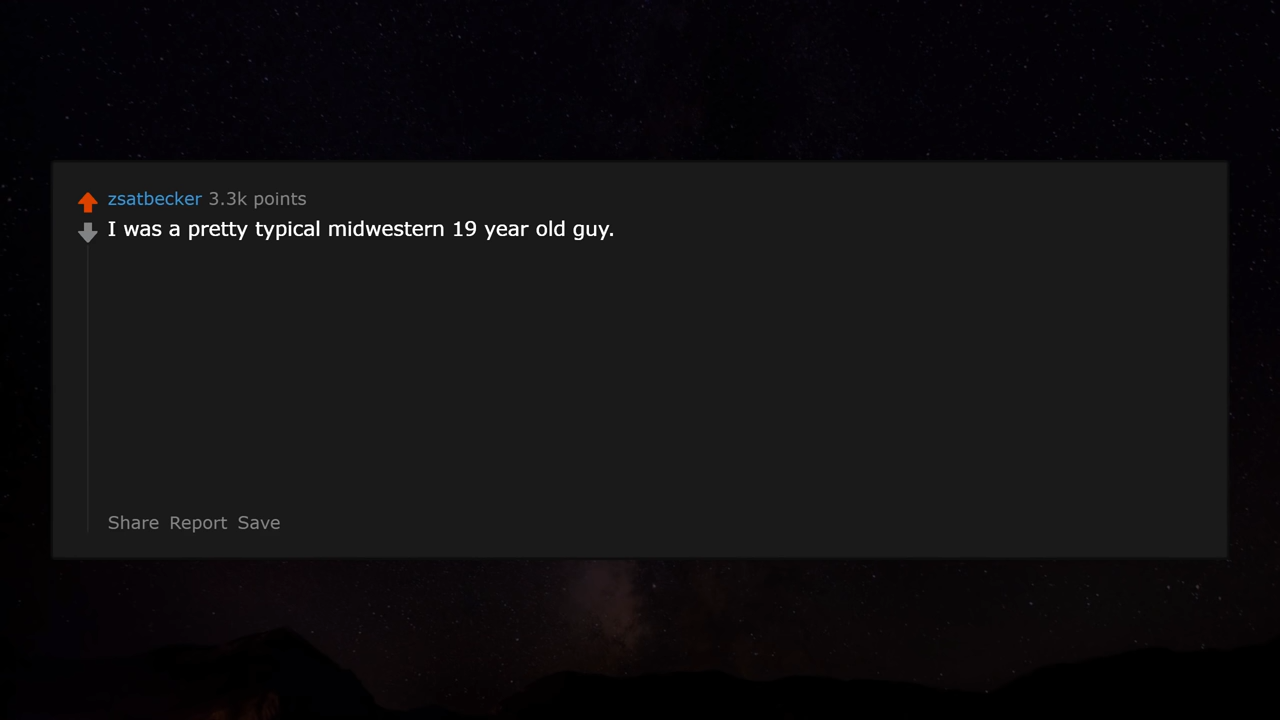 zsatbecker 3.3k points
I was a pretty typical midwestern 19 year old guy.
Share Report Save